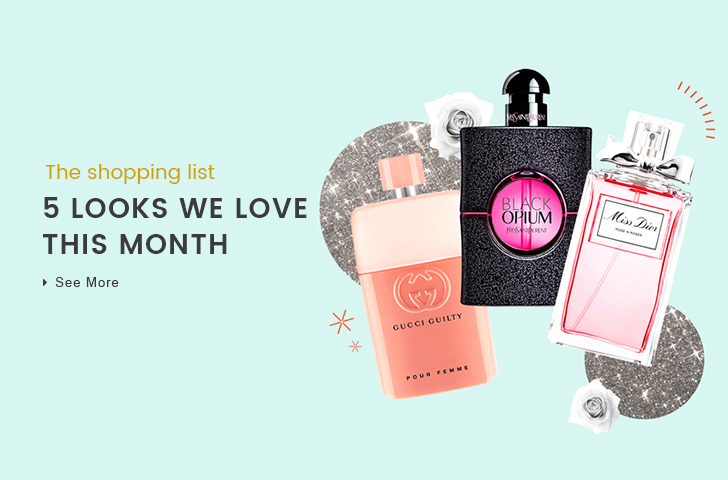 The shopping list
5 LOOKS WE LOVE
THIS MONTH
See More
GUCCI GUILTY
POUR FEMME
YVESSAINTLAURENT
BLACK
OPIUM
YVESSAINTLAURENT
Miss Dior
ROSE N'ROSES